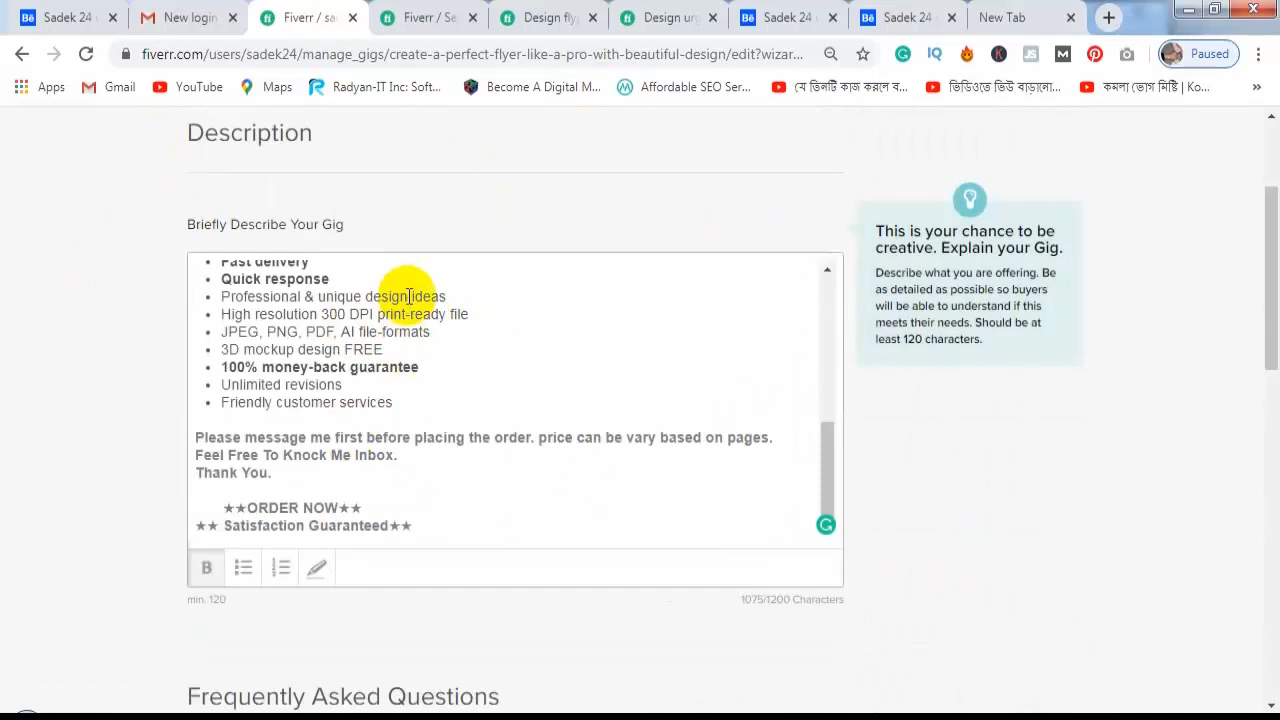 Sadek 24
New login
Fiverr / sa
Fiverr / Se
Design ty
Design ur
Sadek 24
Sadek 24
New Tab
fiverr.com/users/sadek24/manage_gigs/create-a-perfect-flyer-like-a-pro-with-beautiful-design/edit?wizar...
Paused
Apps
Gmail
YouTube
Maps
Radyan-IT Inc: Soft...
Become A Digital M...
Affordable SEO Ser...
যে তিনটি কাজ করলে ব...
ভিডিওতে ভিউ বাড়ানো...
কমলা ভোগ মিষ্টি | Ko...
»
Description
Briefly Describe Your Gig
• Fast delivery
• Quick response
• Professional & unique design ideas
• High resolution 300 DPI print-ready file
• JPEG, PNG, PDF, AI file-formats
• 3D mockup design FREE
• 100% money-back guarantee
• Unlimited revisions
• Friendly customer services
Please message me first before placing the order. price can be vary based on pages.
Feel Free To Knock Me Inbox.
Thank You.
★★ORDER NOW★★
★★ Satisfaction Guaranteed★★
B
min. 120
1075/1200 Characters
This is your chance to be
creative. Explain your Gig.
Describe what you are offering. Be
as detailed as possible so buyers
will be able to understand if this
meets their needs. Should be at
least 120 characters.
Frequently Asked Questions